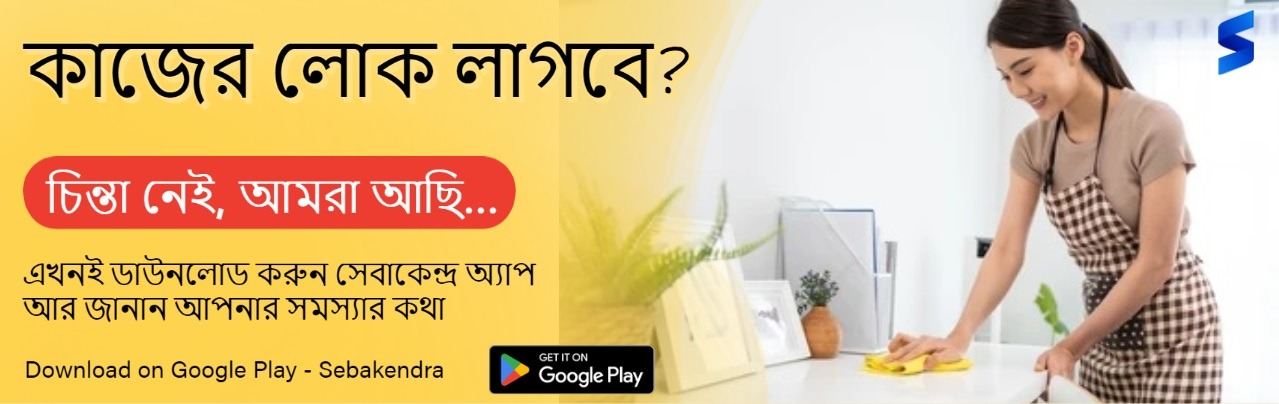 কাজের লোক লাগবে?
চিন্তা নেই, আমরা আছি...
এখনই ডাউনলোড করুন সেবাকেন্দ্র অ্যাপ
আর জানান আপনার সমস্যার কথা
Download on Google Play - Sebakendra
GET IT ON
Google Play